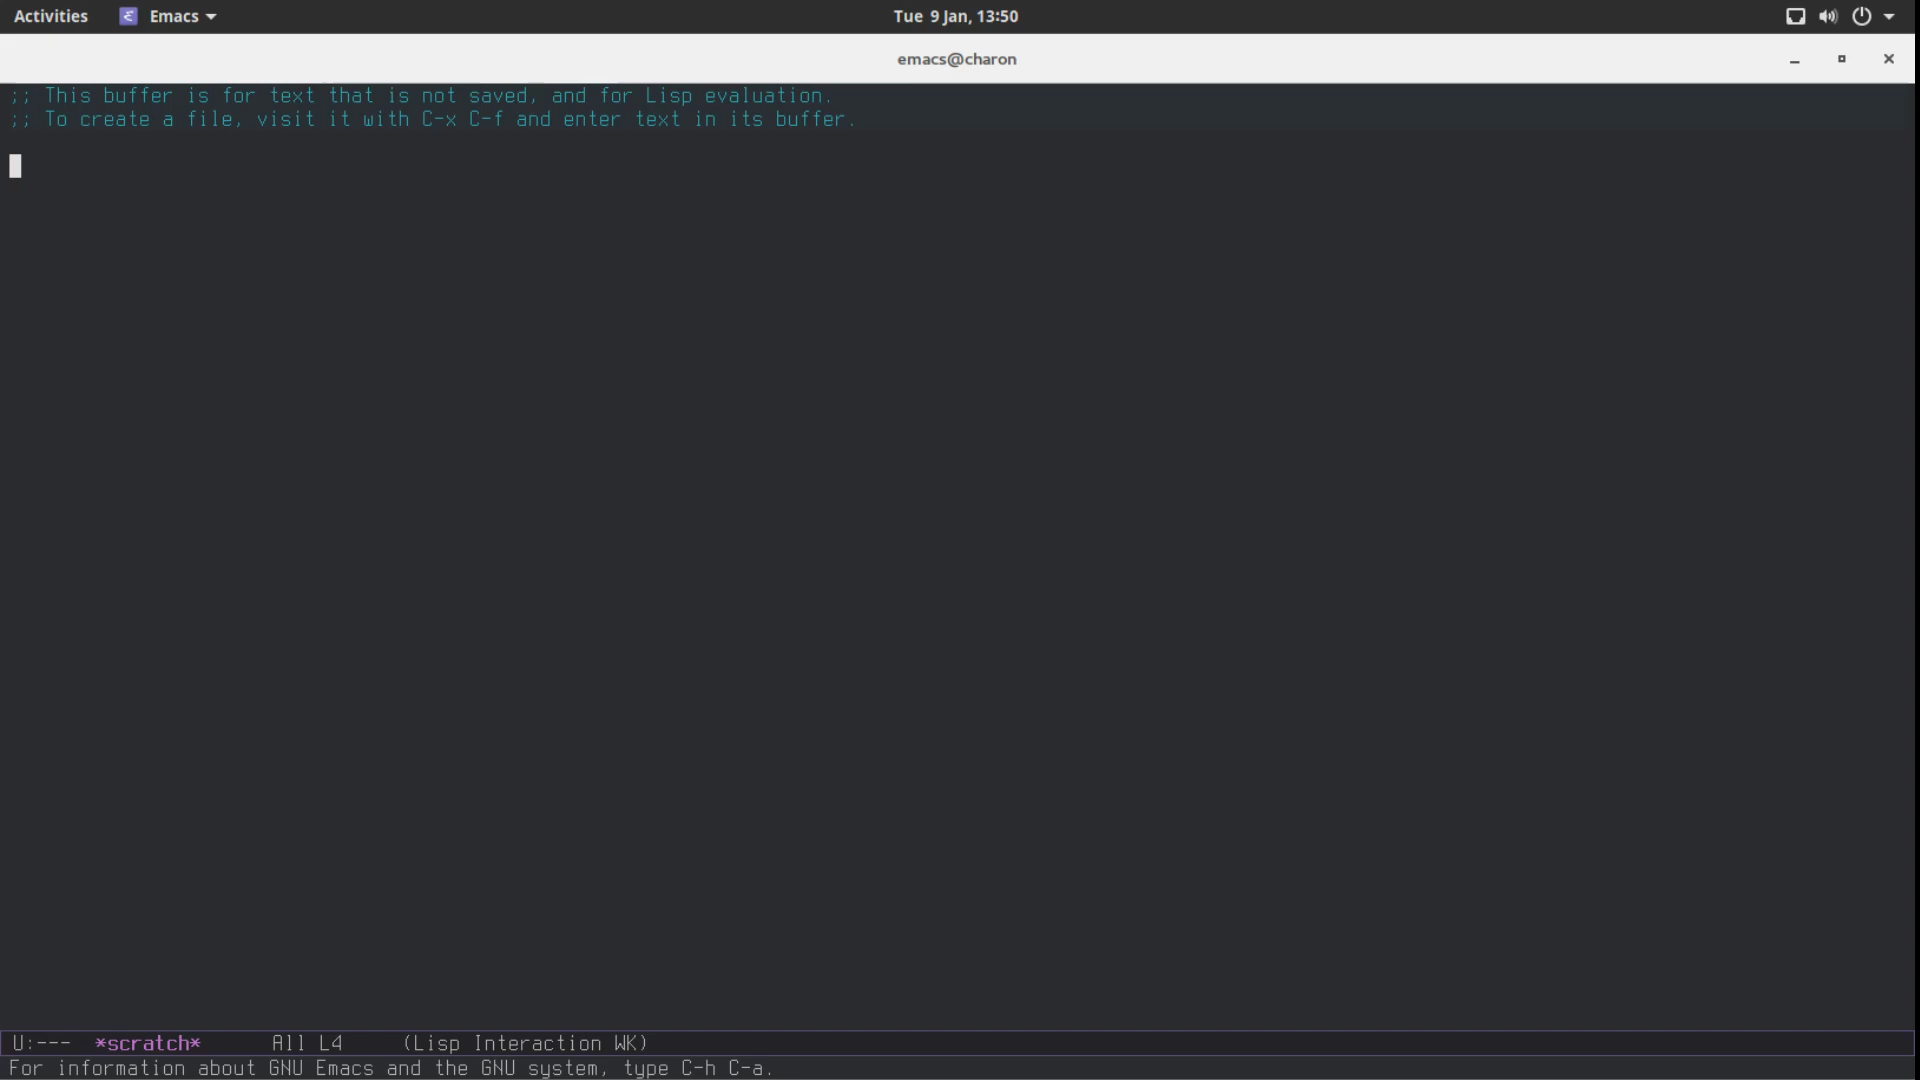 Activities Emacs Tue 9 Jan, 13:50
emacs@charon
;; This buffer is for text that is not saved, and for Lisp evaluation.
;; To create a file, visit it with C-x C-f and enter text in its buffer.
U:--- *scratch* All L4 (Lisp Interaction WK)
For information about GNU Emacs and the GNU system, type C-h C-a.